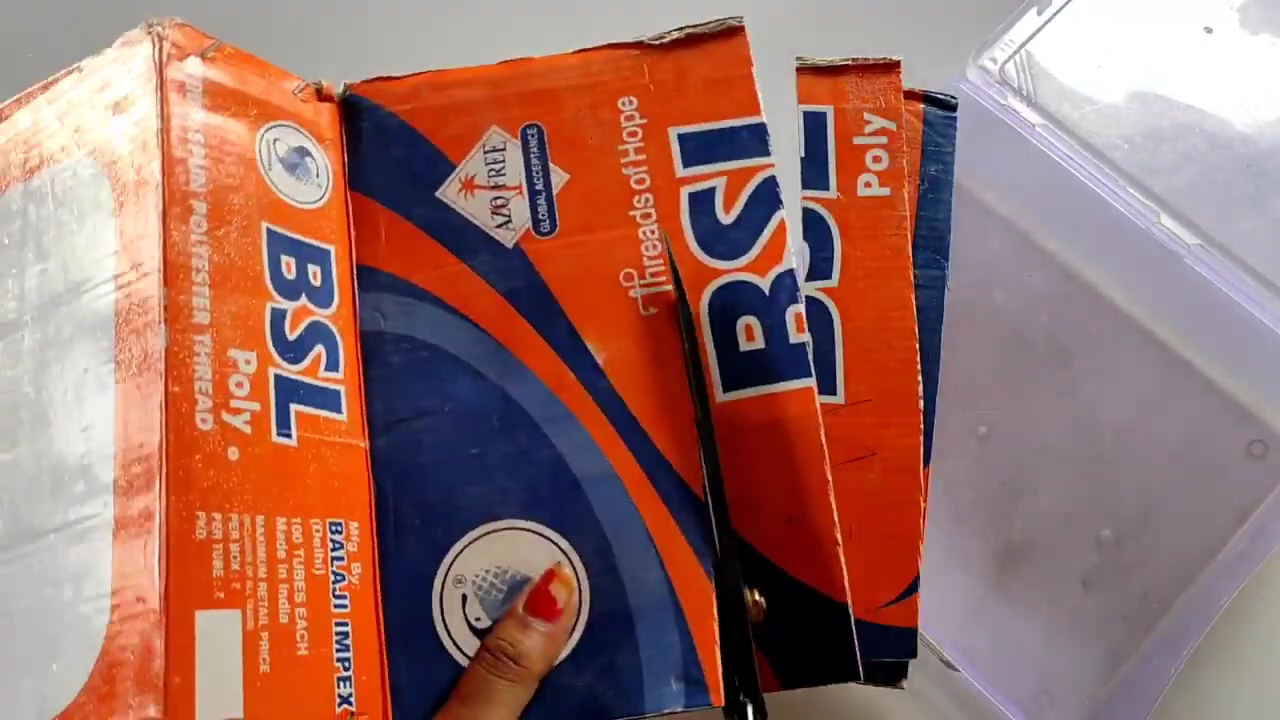 SPUN POLYESTER THREAD
BSL
Poly
Mfg. By:
BALAJI IMPEX
(Delhi)
100 TUBES EACH
Made in India
MAXIMUM RETAIL PRICE
PER BOX : ₹
PER TUBE : ₹
PKD.
AZO FREE
GLOBAL ACCEPTANCE
Threads of Hope
BSL
BSL
Poly